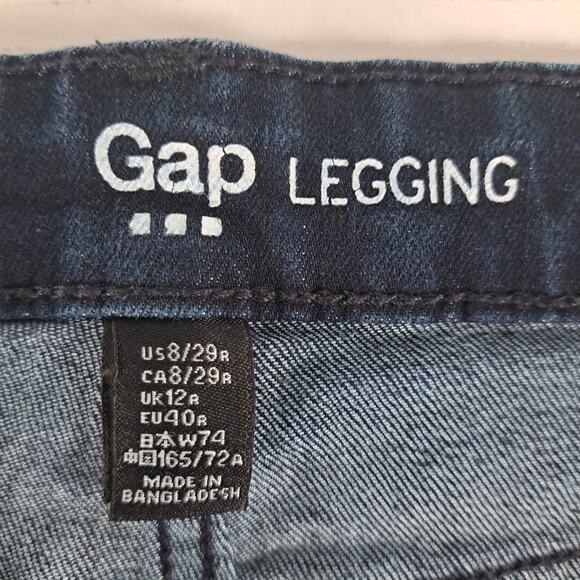 Gap LEGGING
US8/29R
CA8/29R
UK12R
EU40R
日本W74
中国165/72A
MADE IN
BANGLADESH